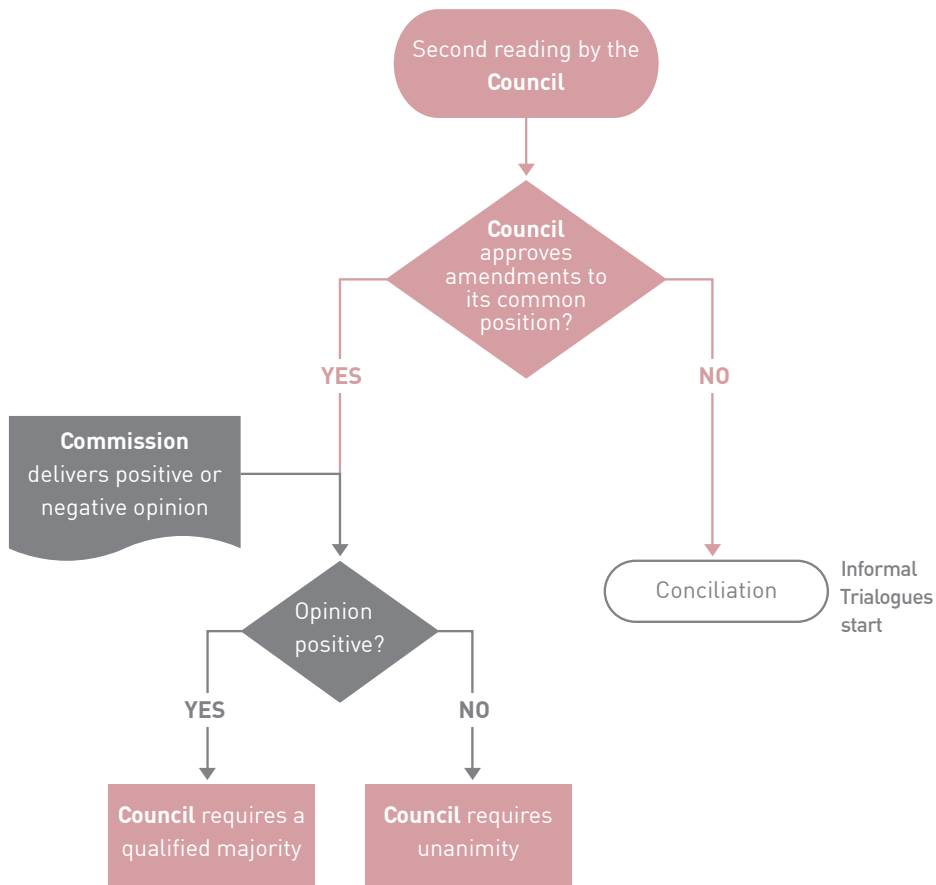 Second reading by the
Council
Council
approves
amendments to
its common
position?
YES
NO
Commission
delivers positive or
negative opinion
Conciliation
Informal
Trialogues
start
Opinion
positive?
YES
NO
Council requires a
qualified majority
Council requires
unanimity